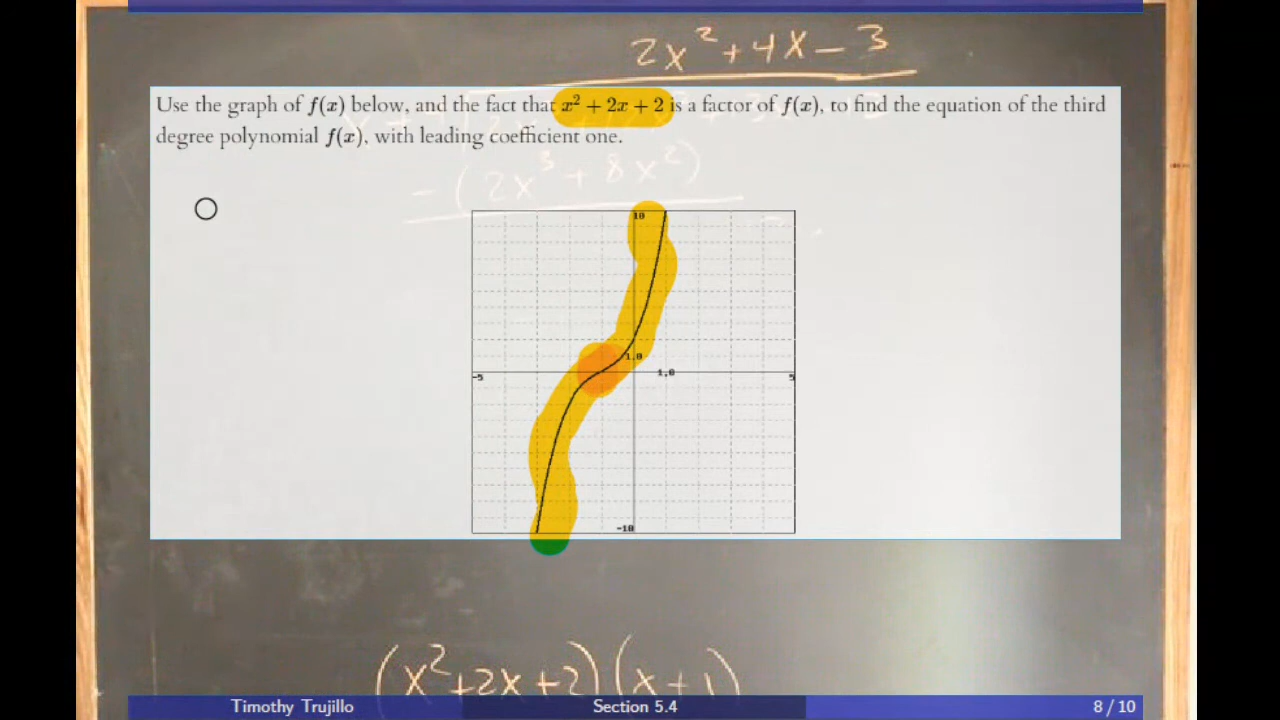 2x² + 4x - 3
Use the graph of f(x) below, and the fact that x² + 2x + 2 is a factor of f(x), to find the equation of the third
degree polynomial f(x), with leading coefficient one.
- (2x³ + 8x²)
10
1.0
-5
1.0
5
-10
(x² + 2x + 2)(x + 1)
Timothy Trujillo
Section 5.4
8 / 10